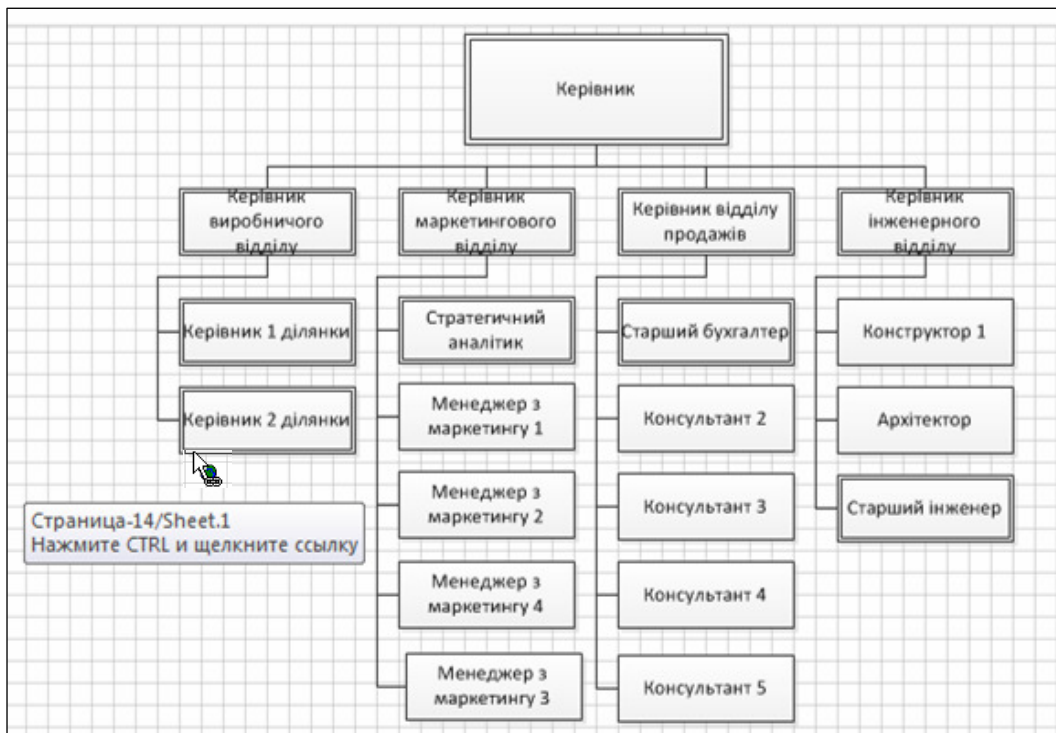 Керівник
Керівник
виробничого
відділу
Керівник
маркетингового
відділу
Керівник відділу
продажів
Керівник
інженерного
відділу
Керівник 1 ділянки
Стратегичний
аналітик
Старший бухгалтер
Конструктор 1
Керівник 2 ділянки
Менеджер з
маркетингу 1
Консультант 2
Архітектор
Менеджер з
маркетингу 2
Консультант 3
Старший інженер
Страница-14/Sheet.1
Нажмите CTRL и щелкните ссылку
Менеджер з
маркетингу 4
Консультант 4
Менеджер з
маркетингу 3
Консультант 5